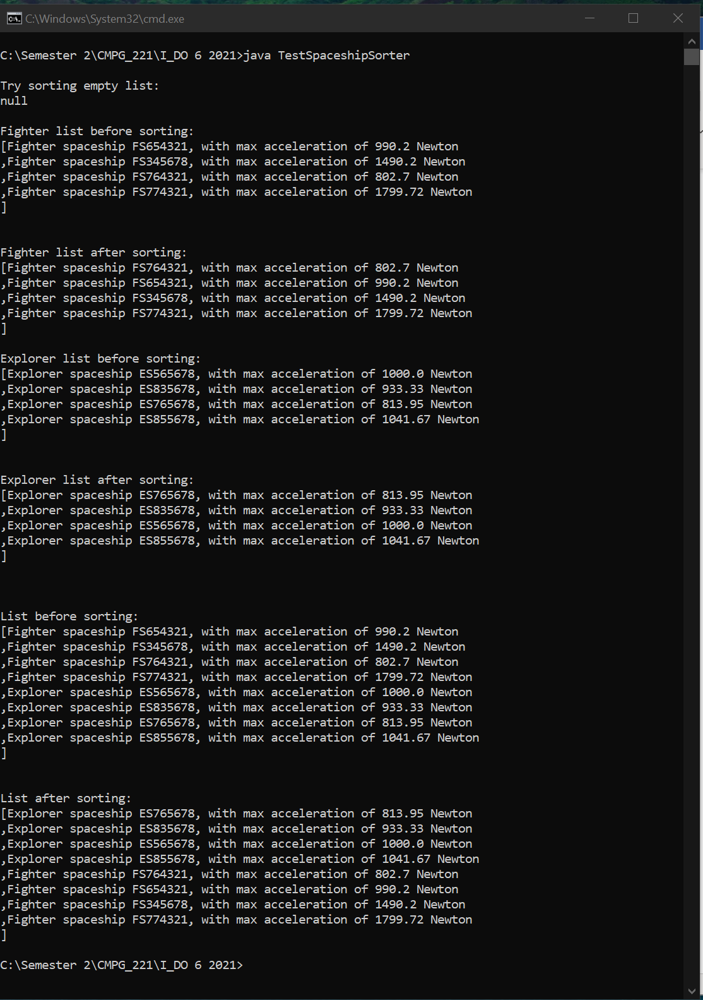 C:\Windows\System32\cmd.exe
C:\Semester 2\CMPG_221\I_DO 6 2021>java TestSpaceshipSorter
Try sorting empty list:
null
Fighter list before sorting:
[Fighter spaceship FS654321, with max acceleration of 990.2 Newton
,Fighter spaceship FS345678, with max acceleration of 1490.2 Newton
,Fighter spaceship FS764321, with max acceleration of 802.7 Newton
,Fighter spaceship FS774321, with max acceleration of 1799.72 Newton
]
Fighter list after sorting:
[Fighter spaceship FS764321, with max acceleration of 802.7 Newton
,Fighter spaceship FS654321, with max acceleration of 990.2 Newton
,Fighter spaceship FS345678, with max acceleration of 1490.2 Newton
,Fighter spaceship FS774321, with max acceleration of 1799.72 Newton
]
Explorer list before sorting:
[Explorer spaceship ES565678, with max acceleration of 1000.0 Newton
,Explorer spaceship ES835678, with max acceleration of 933.33 Newton
,Explorer spaceship ES765678, with max acceleration of 813.95 Newton
,Explorer spaceship ES855678, with max acceleration of 1041.67 Newton
]
Explorer list after sorting:
[Explorer spaceship ES765678, with max acceleration of 813.95 Newton
,Explorer spaceship ES835678, with max acceleration of 933.33 Newton
,Explorer spaceship ES565678, with max acceleration of 1000.0 Newton
,Explorer spaceship ES855678, with max acceleration of 1041.67 Newton
]
List before sorting:
[Fighter spaceship FS654321, with max acceleration of 990.2 Newton
,Fighter spaceship FS345678, with max acceleration of 1490.2 Newton
,Fighter spaceship FS764321, with max acceleration of 802.7 Newton
,Fighter spaceship FS774321, with max acceleration of 1799.72 Newton
,Explorer spaceship ES565678, with max acceleration of 1000.0 Newton
,Explorer spaceship ES835678, with max acceleration of 933.33 Newton
,Explorer spaceship ES765678, with max acceleration of 813.95 Newton
,Explorer spaceship ES855678, with max acceleration of 1041.67 Newton
]
List after sorting:
[Explorer spaceship ES765678, with max acceleration of 813.95 Newton
,Explorer spaceship ES835678, with max acceleration of 933.33 Newton
,Explorer spaceship ES565678, with max acceleration of 1000.0 Newton
,Explorer spaceship ES855678, with max acceleration of 1041.67 Newton
,Fighter spaceship FS764321, with max acceleration of 802.7 Newton
,Fighter spaceship FS654321, with max acceleration of 990.2 Newton
,Fighter spaceship FS345678, with max acceleration of 1490.2 Newton
,Fighter spaceship FS774321, with max acceleration of 1799.72 Newton
]
C:\Semester 2\CMPG_221\I_DO 6 2021>